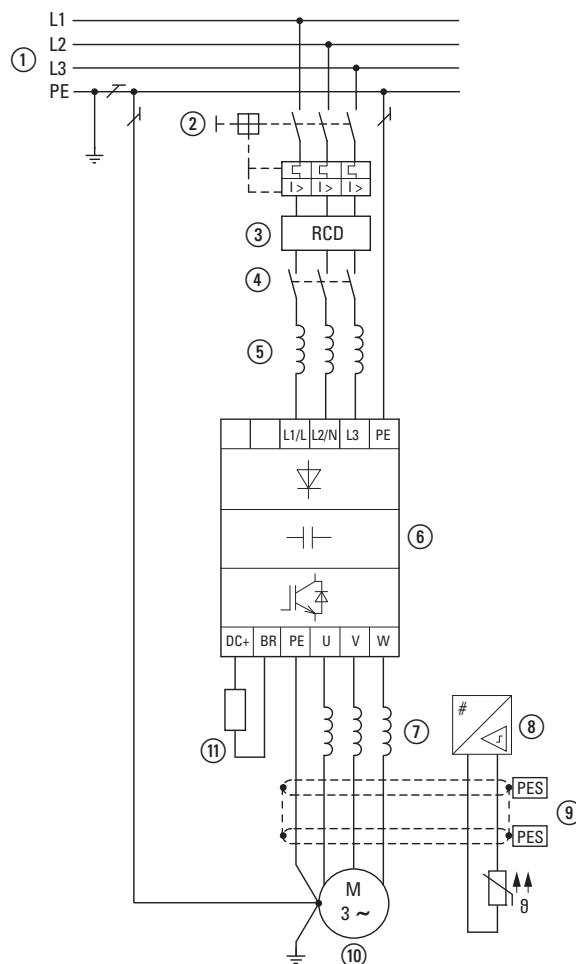 L1
L2
① L3
PE
②
I > I > I >
③ RCD
④
⑤
L1/L L2/N L3 PE
⑥
DC+ BR PE U V W
# ⑧
⑦
⑪
PES
⑨
PES
M
3 ~
ϑ
⑩